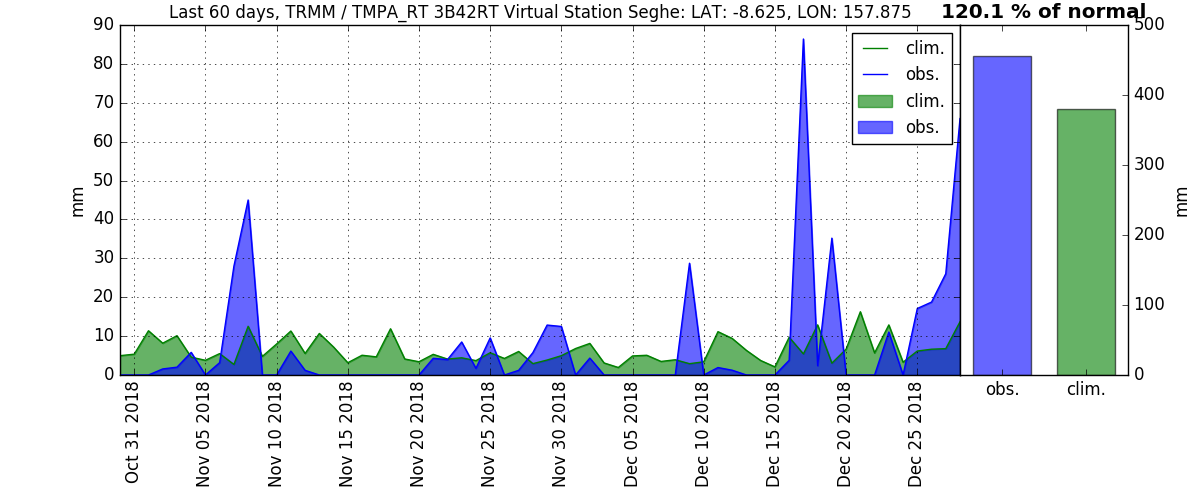 Last 60 days, TRMM / TMPA_RT 3B42RT Virtual Station Seghe: LAT: -8.625, LON: 157.875
120.1 % of normal
90
80
70
60
50
40
30
20
10
0
mm
clim.
obs.
clim.
obs.
500
400
300
200
100
0
mm
Oct 31 2018
Nov 05 2018
Nov 10 2018
Nov 15 2018
Nov 20 2018
Nov 25 2018
Nov 30 2018
Dec 05 2018
Dec 10 2018
Dec 15 2018
Dec 20 2018
Dec 25 2018
obs.
clim.